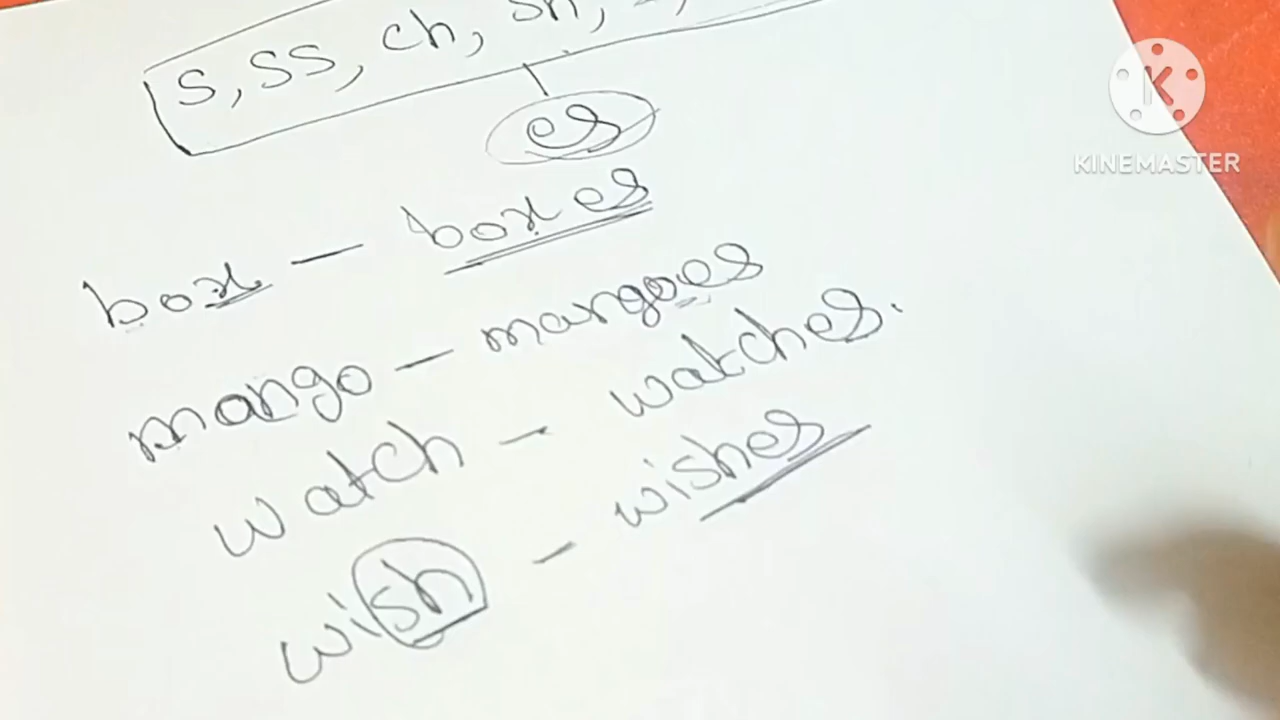 s, ss, ch, sh,
es
box — boxes
mango — mangoes
watch — watches.
wish — wishes
KINEMASTER